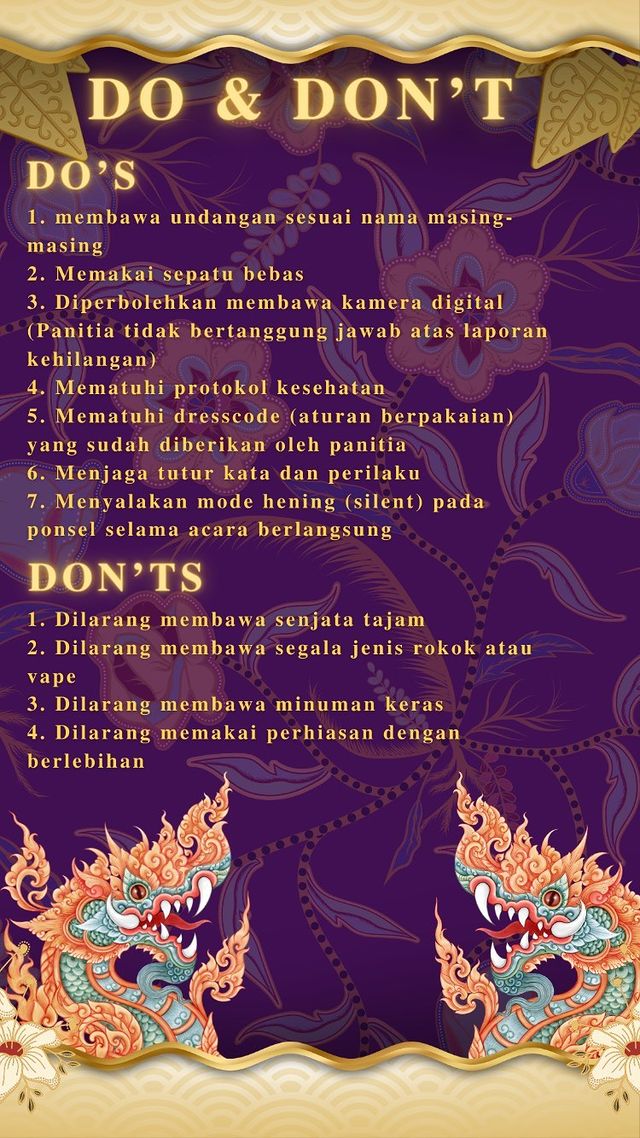 DO & DON'T
DO'S
1. membawa undangan sesuai nama masing-
masing
2. Memakai sepatu bebas
3. Diperbolehkan membawa kamera digital
(Panitia tidak bertanggung jawab atas laporan
kehilangan)
4. Mematuhi protokol kesehatan
5. Mematuhi dresscode (aturan berpakaian)
yang sudah diberikan oleh panitia
6. Menjaga tutur kata dan perilaku
7. Menyalakan mode hening (silent) pada
ponsel selama acara berlangsung
DON'TS
1. Dilarang membawa senjata tajam
2. Dilarang membawa segala jenis rokok atau
vape
3. Dilarang membawa minuman keras
4. Dilarang memakai perhiasan dengan
berlebihan